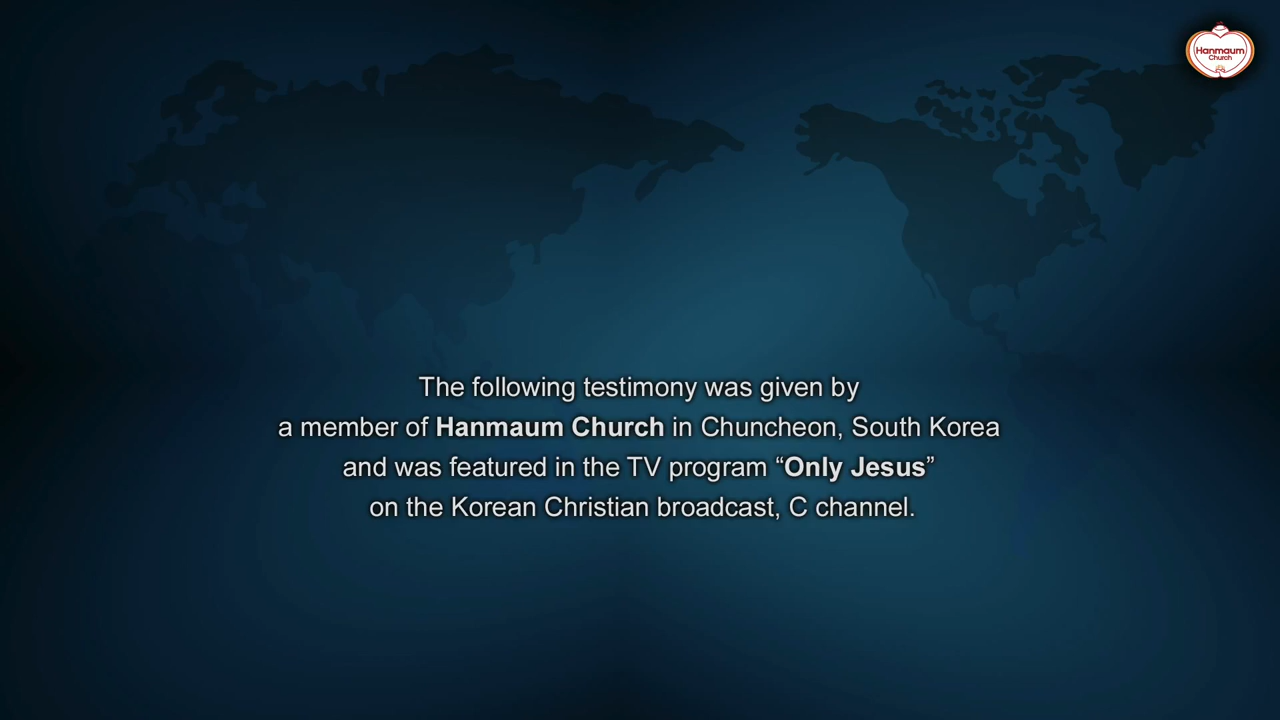 Hanmaum
Church
The following testimony was given by
a member of Hanmaum Church in Chuncheon, South Korea
and was featured in the TV program “Only Jesus”
on the Korean Christian broadcast, C channel.